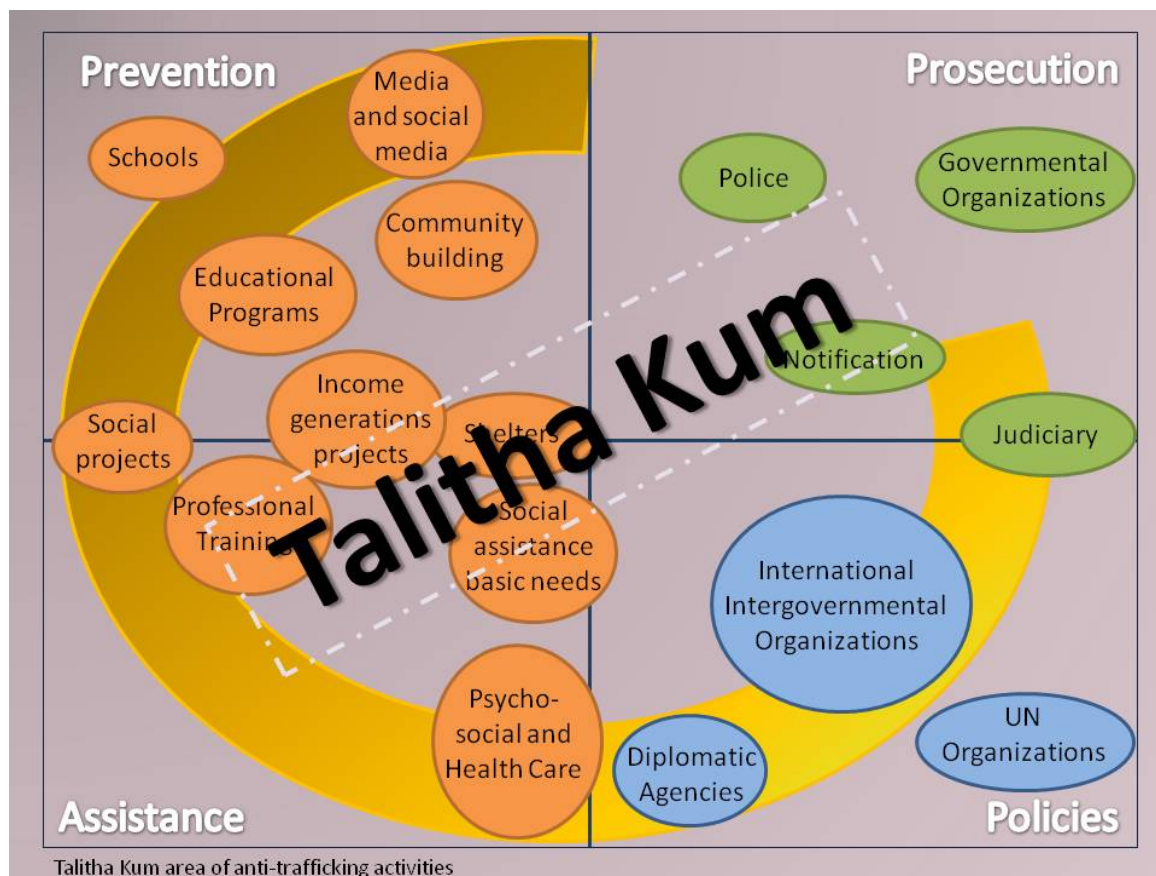 Prevention
Prosecution
Media
and social
media
Schools
Police
Governmental
Organizations
Community
building
Educational
Programs
Notification
Income
generations
projects
Shelters
Social
projects
Judiciary
Talitha Kum
Professional
Training
Social
assistance
basic needs
International
Intergovernmental
Organizations
Psycho-
social and
Health Care
Diplomatic
Agencies
UN
Organizations
Assistance
Policies
Talitha Kum area of anti-trafficking activities